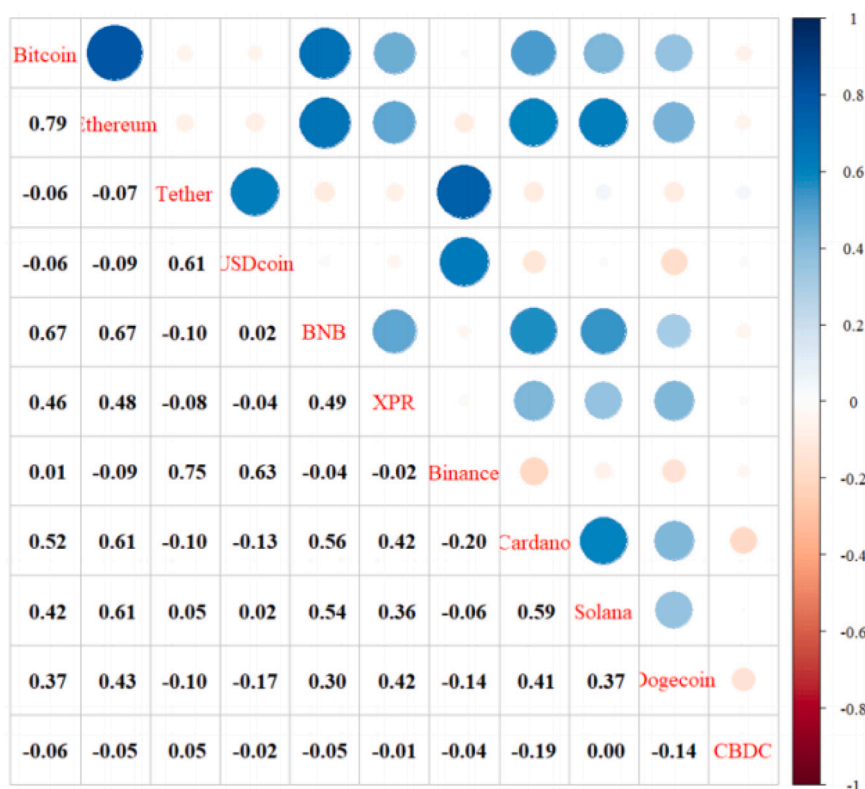 Bitcoin
0.79 Ethereum
-0.06 -0.07 Tether
-0.06 -0.09 0.61 USDcoin
0.67 0.67 -0.10 0.02 BNB
0.46 0.48 -0.08 -0.04 0.49 XPR
0.01 -0.09 0.75 0.63 -0.04 -0.02 Binance
0.52 0.61 -0.10 -0.13 0.56 0.42 -0.20 Cardano
0.42 0.61 0.05 0.02 0.54 0.36 -0.06 0.59 Solana
0.37 0.43 -0.10 -0.17 0.30 0.42 -0.14 0.41 0.37 Dogecoin
-0.06 -0.05 0.05 -0.02 -0.05 -0.01 -0.04 -0.19 0.00 -0.14 CBDC
1
0.8
0.6
0.4
0.2
0
-0.2
-0.4
-0.6
-0.8
-1